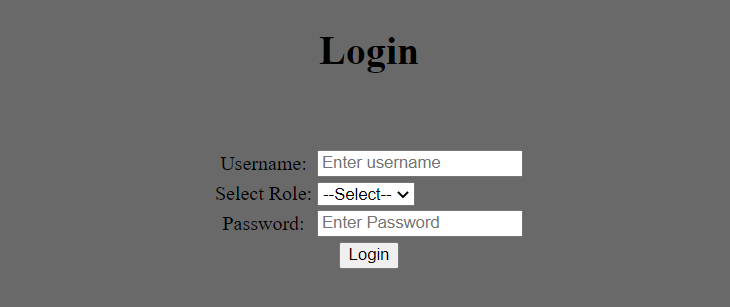 Login
Username: Enter username
Select Role: --Select--
Password: Enter Password
Login